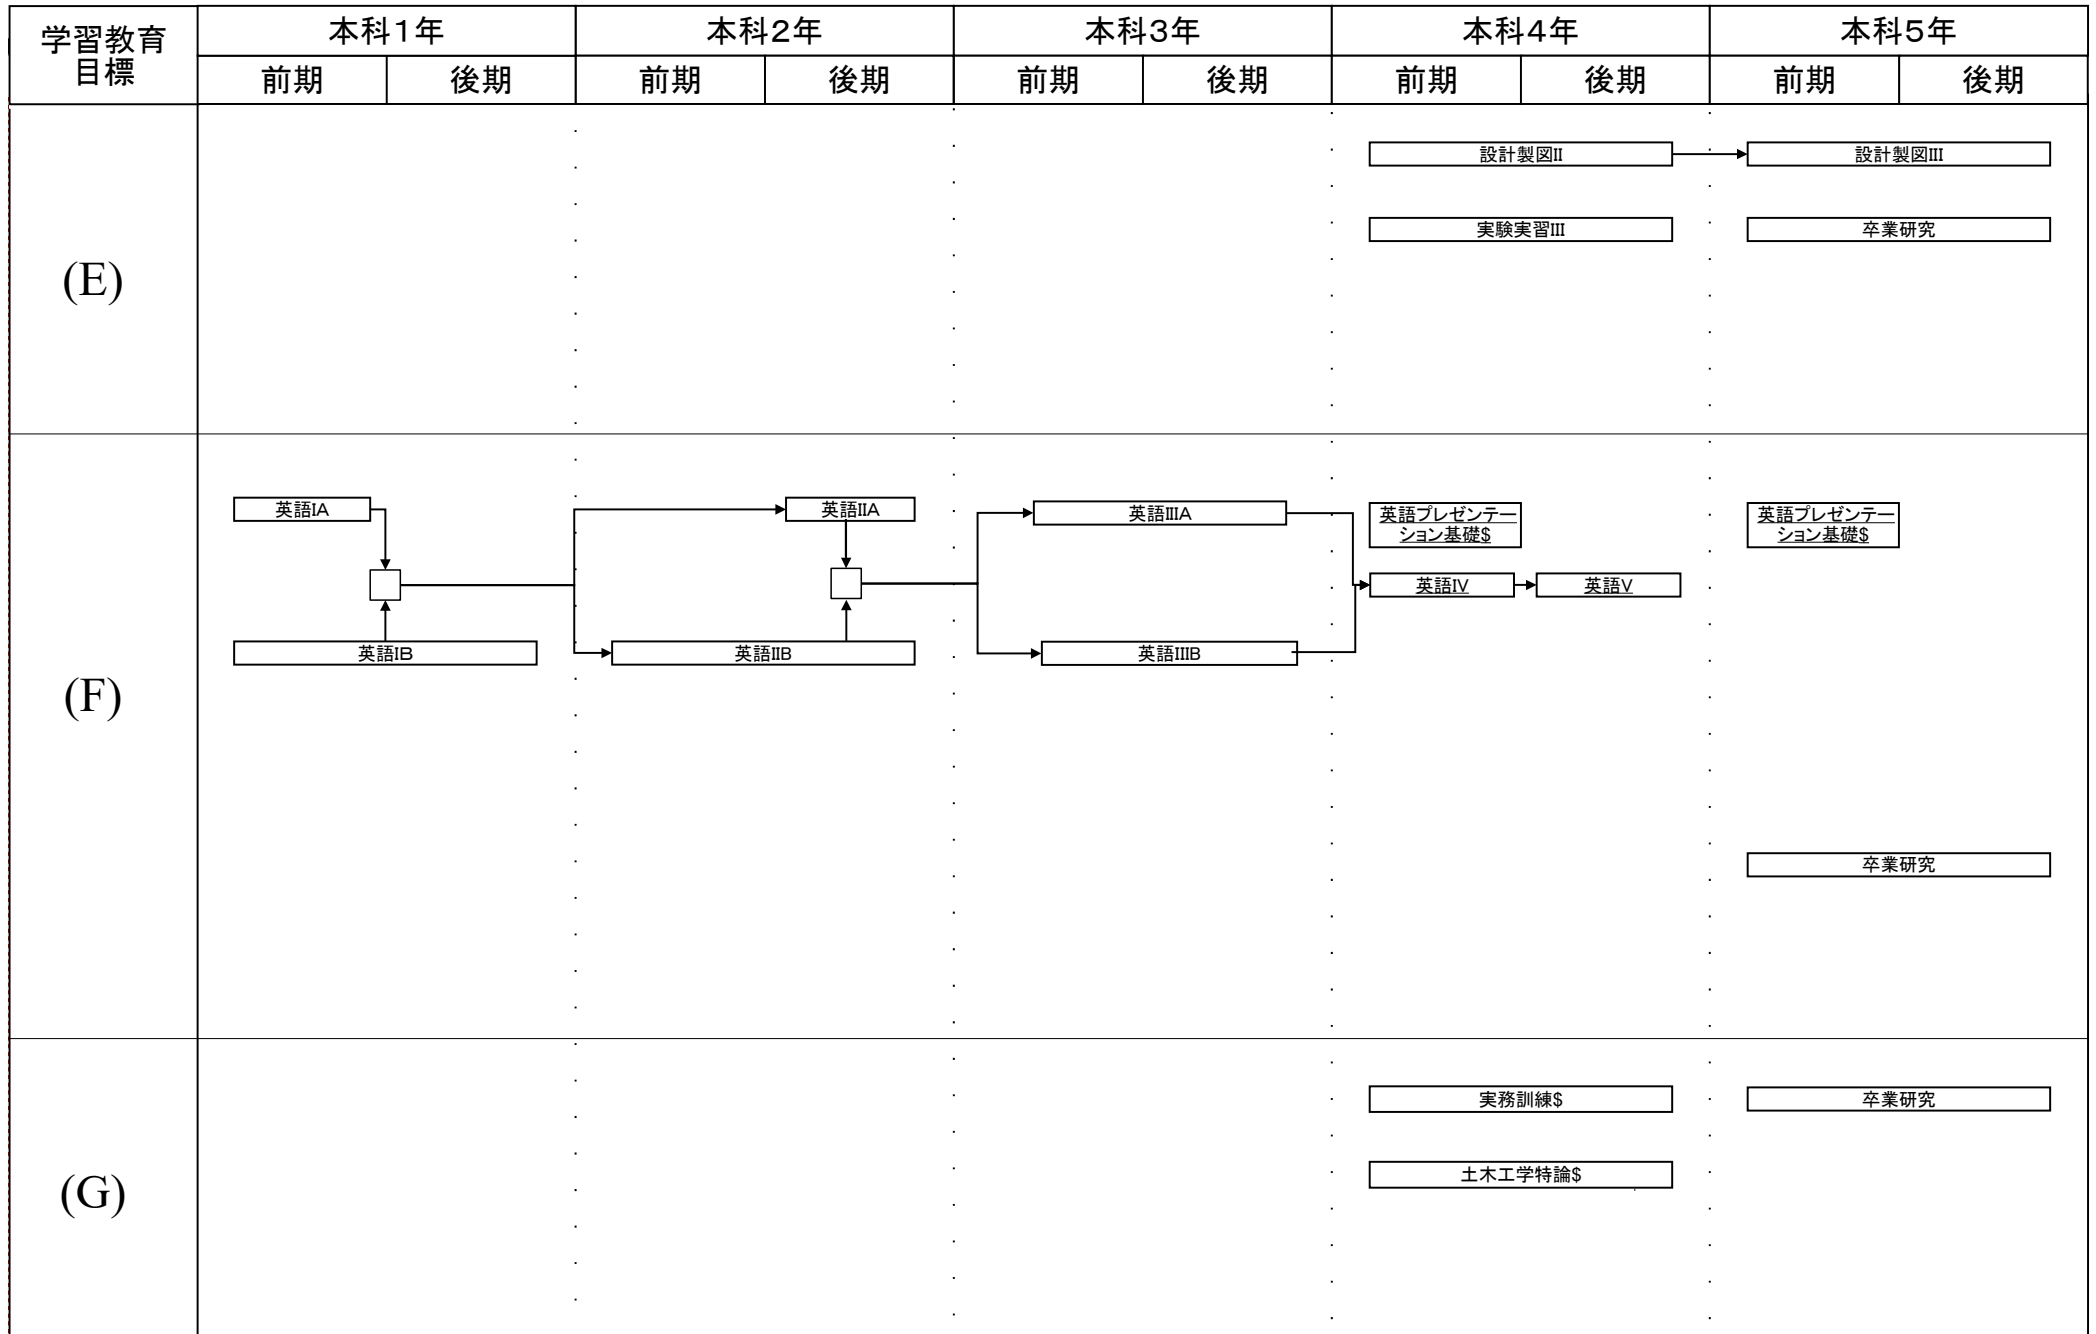 学習教育
目標
本科1年
本科2年
本科3年
本科4年
本科5年
前期
後期
前期
後期
前期
後期
前期
後期
前期
後期
(E)
設計製図II
設計製図III
実験実習III
卒業研究
(F)
英語IA
英語IIA
英語IIIA
英語プレゼンテー
ション基礎$
英語プレゼンテー
ション基礎$
英語IV
英語V
英語IB
英語IIB
英語IIIB
卒業研究
(G)
実務訓練$
卒業研究
土木工学特論$